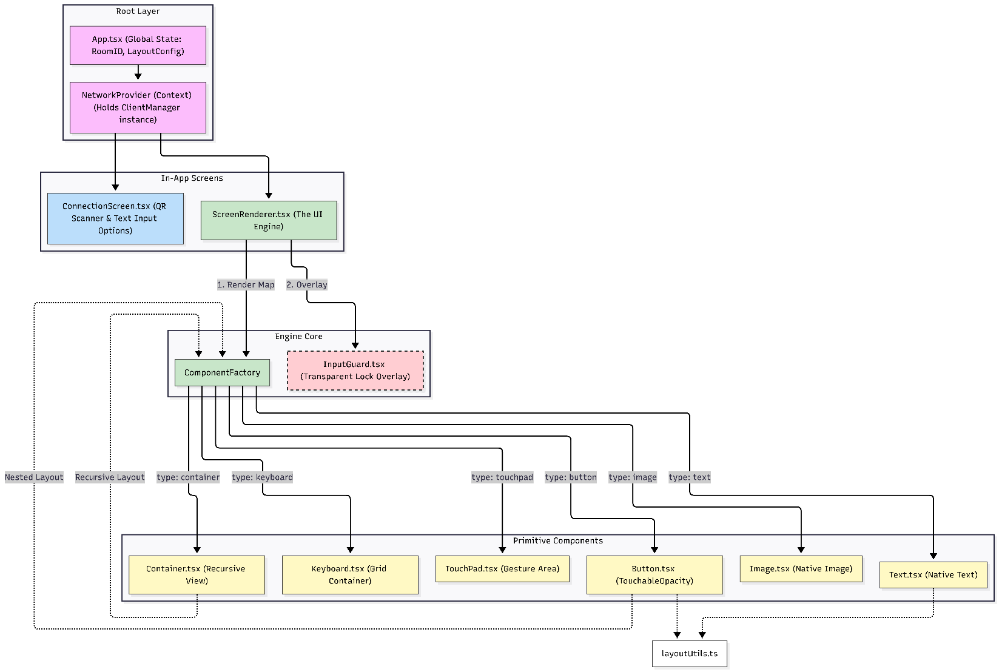 Root Layer
App.tsx (Global State:
RoomID, LayoutConfig)
NetworkProvider (Context)
(Holds ClientManager
instance)
In-App Screens
ConnectionScreen.tsx (QR
Scanner & Text Input
Options)
ScreenRenderer.tsx (The UI
Engine)
1. Render Map
2. Overlay
Engine Core
ComponentFactory
InputGuard.tsx
(Transparent Lock Overlay)
Nested Layout
Recursive Layout
type: container
type: keyboard
type: touchpad
type: button
type: image
type: text
Primitive Components
Container.tsx (Recursive
View)
Keyboard.tsx (Grid
Container)
TouchPad.tsx (Gesture Area)
Button.tsx
(TouchableOpacity)
Image.tsx (Native Image)
Text.tsx (Native Text)
layoutUtils.ts